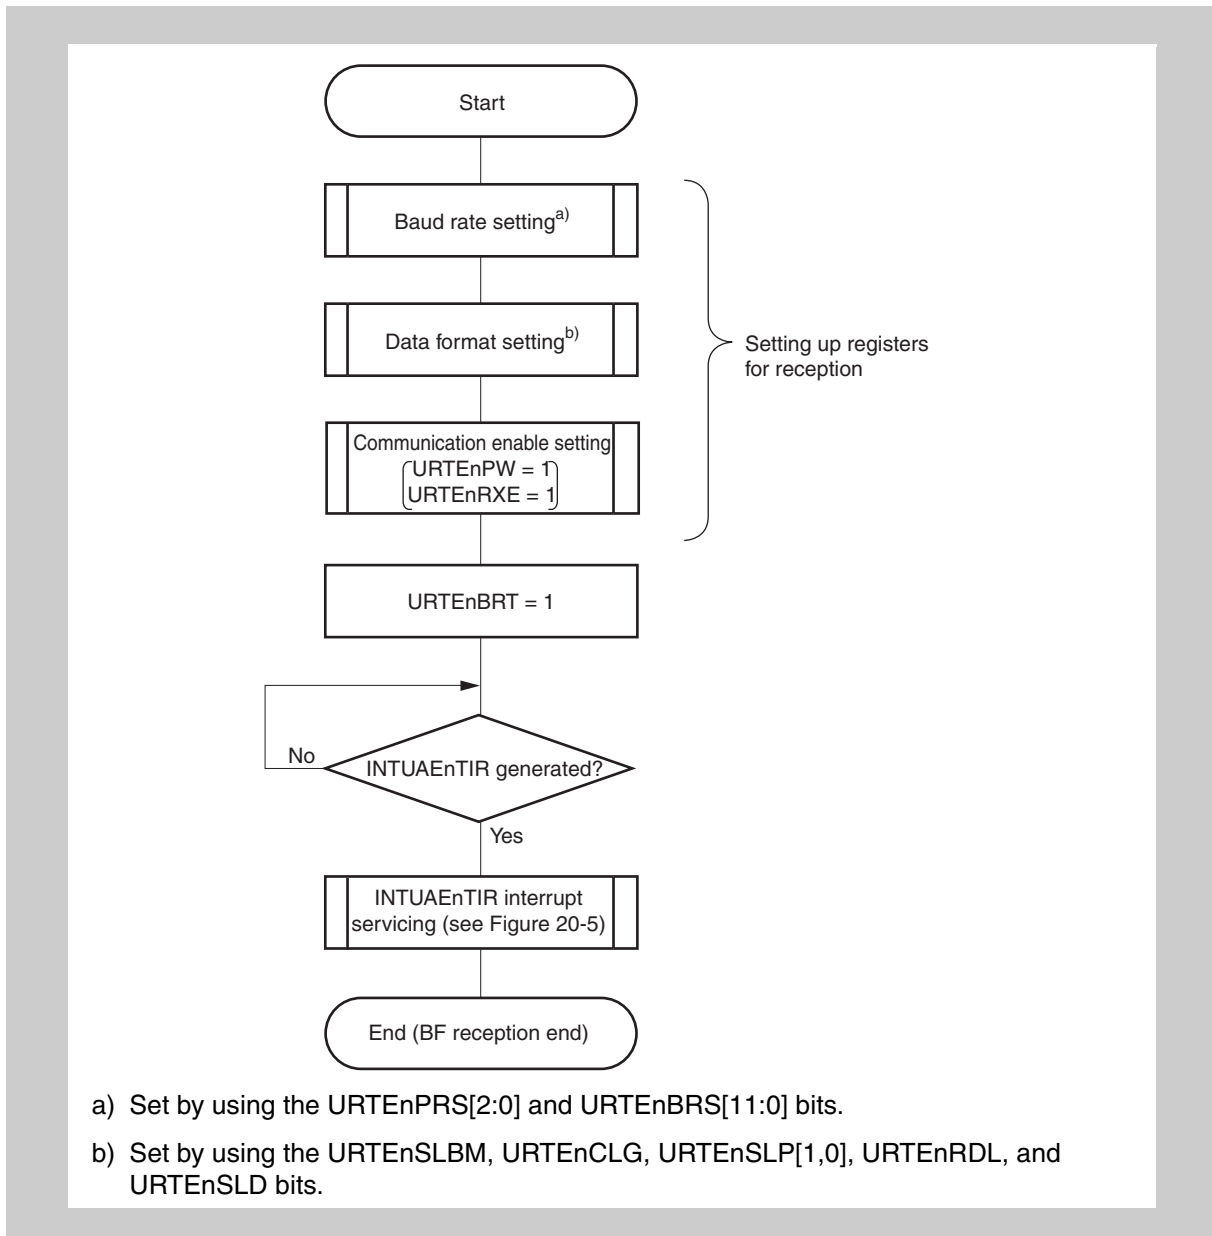 Start
Baud rate settinga)
Data format settingb)
Setting up registers
for reception
Communication enable setting
URTEnPW = 1
URTEnRXE = 1
URTEnBRT = 1
No
INTUAEnTIR generated?
Yes
INTUAEnTIR interrupt
servicing (see Figure 20-5)
End (BF reception end)
a) Set by using the URTEnPRS[2:0] and URTEnBRS[11:0] bits.
b) Set by using the URTEnSLBM, URTEnCLG, URTEnSLP[1,0], URTEnRDL, and
URTEnSLD bits.